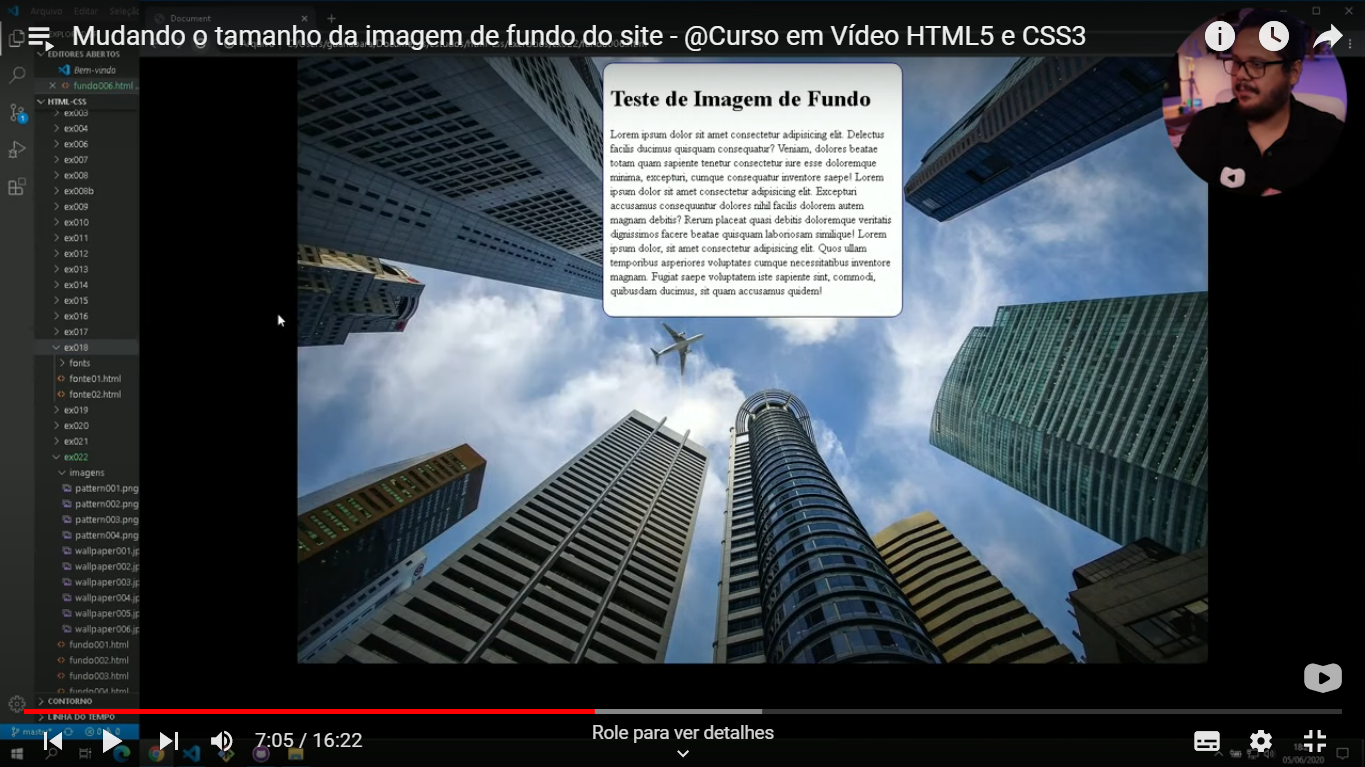 Arquivo Editar Seleção
Document
Mudando o tamanho da imagem de fundo do site - @Curso em Vídeo HTML5 e CSS3
EDITORES ABERTOS
Bem-vindo
fundo006.html
HTML-CSS
ex003
ex004
ex006
ex007
ex008
ex008b
ex009
ex010
ex011
ex012
ex013
ex014
ex015
ex016
ex017
ex018
fonts
fonte01.html
fonte02.html
ex019
ex020
ex021
ex022
imagens
pattern001.png
pattern002.png
pattern003.png
pattern004.png
wallpaper001.jp
wallpaper002.jp
wallpaper003.jp
wallpaper004.jp
wallpaper005.jp
wallpaper006.jp
fundo001.html
fundo002.html
fundo003.html
fundo004.html
CONTORNO
LINHA DO TEMPO
Teste de Imagem de Fundo
Lorem ipsum dolor sit amet consectetur adipisicing elit. Delectus
facilis ducimus quisquam consequatur? Veniam, dolores beatae
totam quam sapiente tenetur consectetur iure esse doloremque
minima, excepturi, cumque consequatur inventore saepe! Lorem
ipsum dolor sit amet consectetur adipisicing elit. Excepturi
accusamus consequuntur dolores nihil facilis dolorem autem
magnam debitis? Rerum placeat quasi debitis doloremque veritatis
dignissimos facere beatae quisquam laboriosam similique! Lorem
ipsum dolor, sit amet consectetur adipisicing elit. Quos ullam
temporibus asperiores voluptates cumque necessitatibus inventore
magnam. Fugiat saepe voluptatem iste sapiente sint, commodi,
quibusdam ducimus, sit quam accusamus quidem!
7:05 / 16:22
Role para ver detalhes
05/06/2020